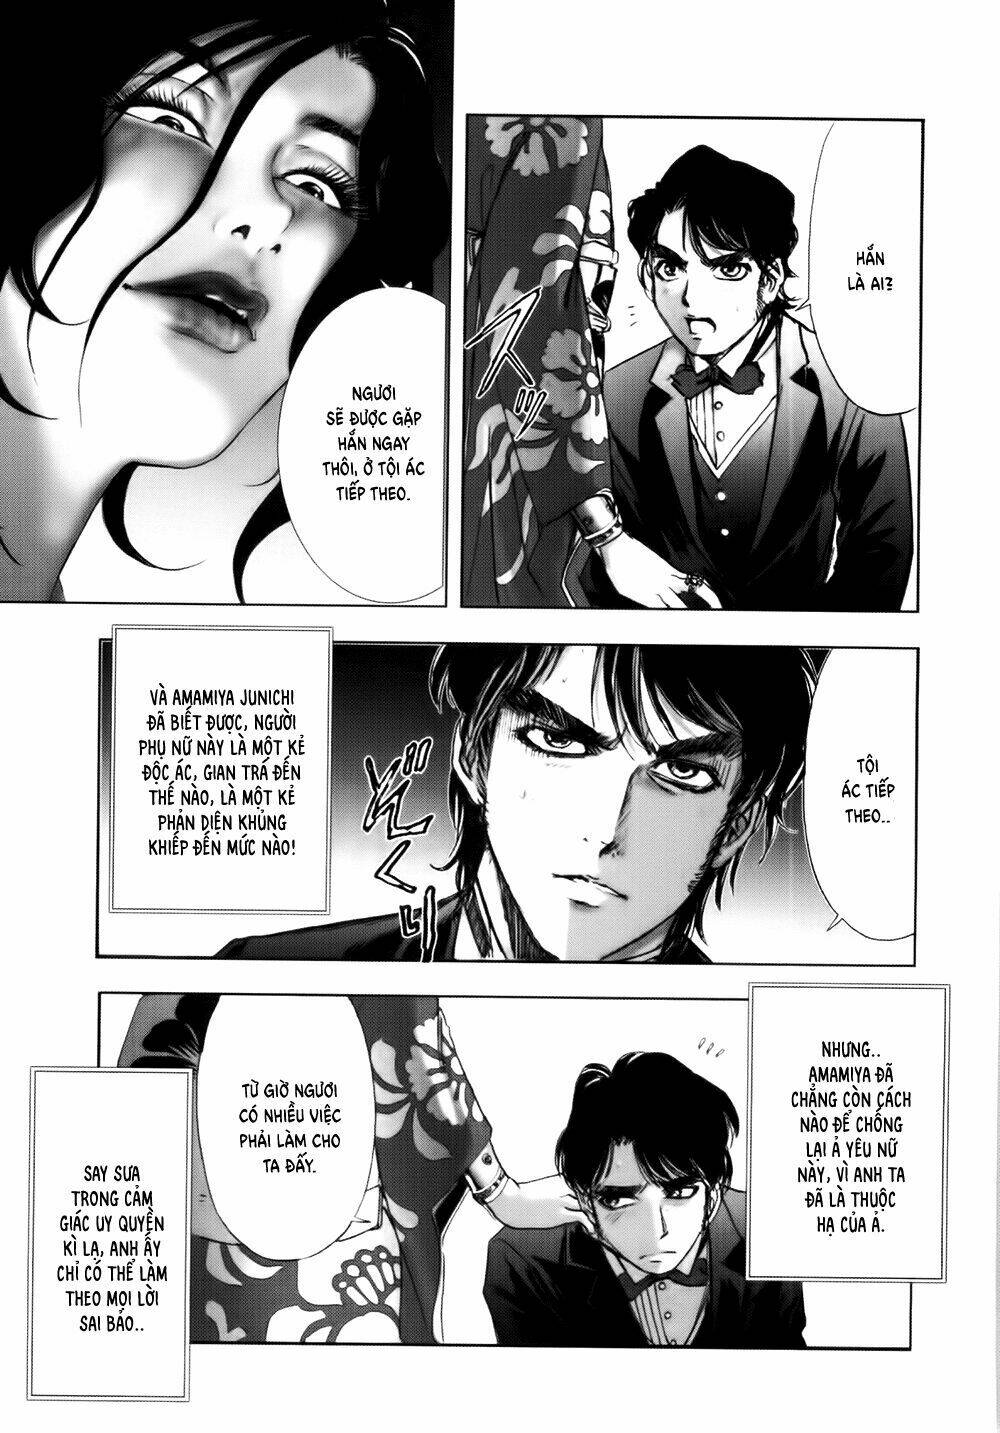 HẮN
LÀ AI?
ス
ッ
NGƯƠI
SẼ ĐƯỢC GẶP
HẮN NGAY
THÔI, Ở TỘI ÁC
TIẾP THEO.
TỘI
ÁC TIẾP
THEO..
VÀ AMAMIYA JUNICHI
ĐÃ BIẾT ĐƯỢC, NGƯỜI
PHỤ NỮ NÀY LÀ MỘT KẺ
ĐỘC ÁC, GIAN TRÁ ĐẾN
THẾ NÀO, LÀ MỘT KẺ
PHẢN DIỆN KHỦNG
KHIẾP ĐẾN MỨC NÀO!
NHƯNG..
AMAMIYA ĐÃ
CHẲNG CÒN CÁCH
NÀO ĐỂ CHỐNG
LẠI Ả YÊU NỮ
NÀY, VÌ ANH TA
ĐÃ LÀ THUỘC
HẠ CỦA Ả.
TỪ GIỜ NGƯƠI
CÓ NHIỀU VIỆC
PHẢI LÀM CHO
TA ĐẤY.
SAY SƯA
TRONG CẢM
GIÁC UY QUYỀN
KÌ LẠ, ANH ẤY
CHỈ CÓ THỂ LÀM
THEO MỌI LỜI
SAI BẢO..